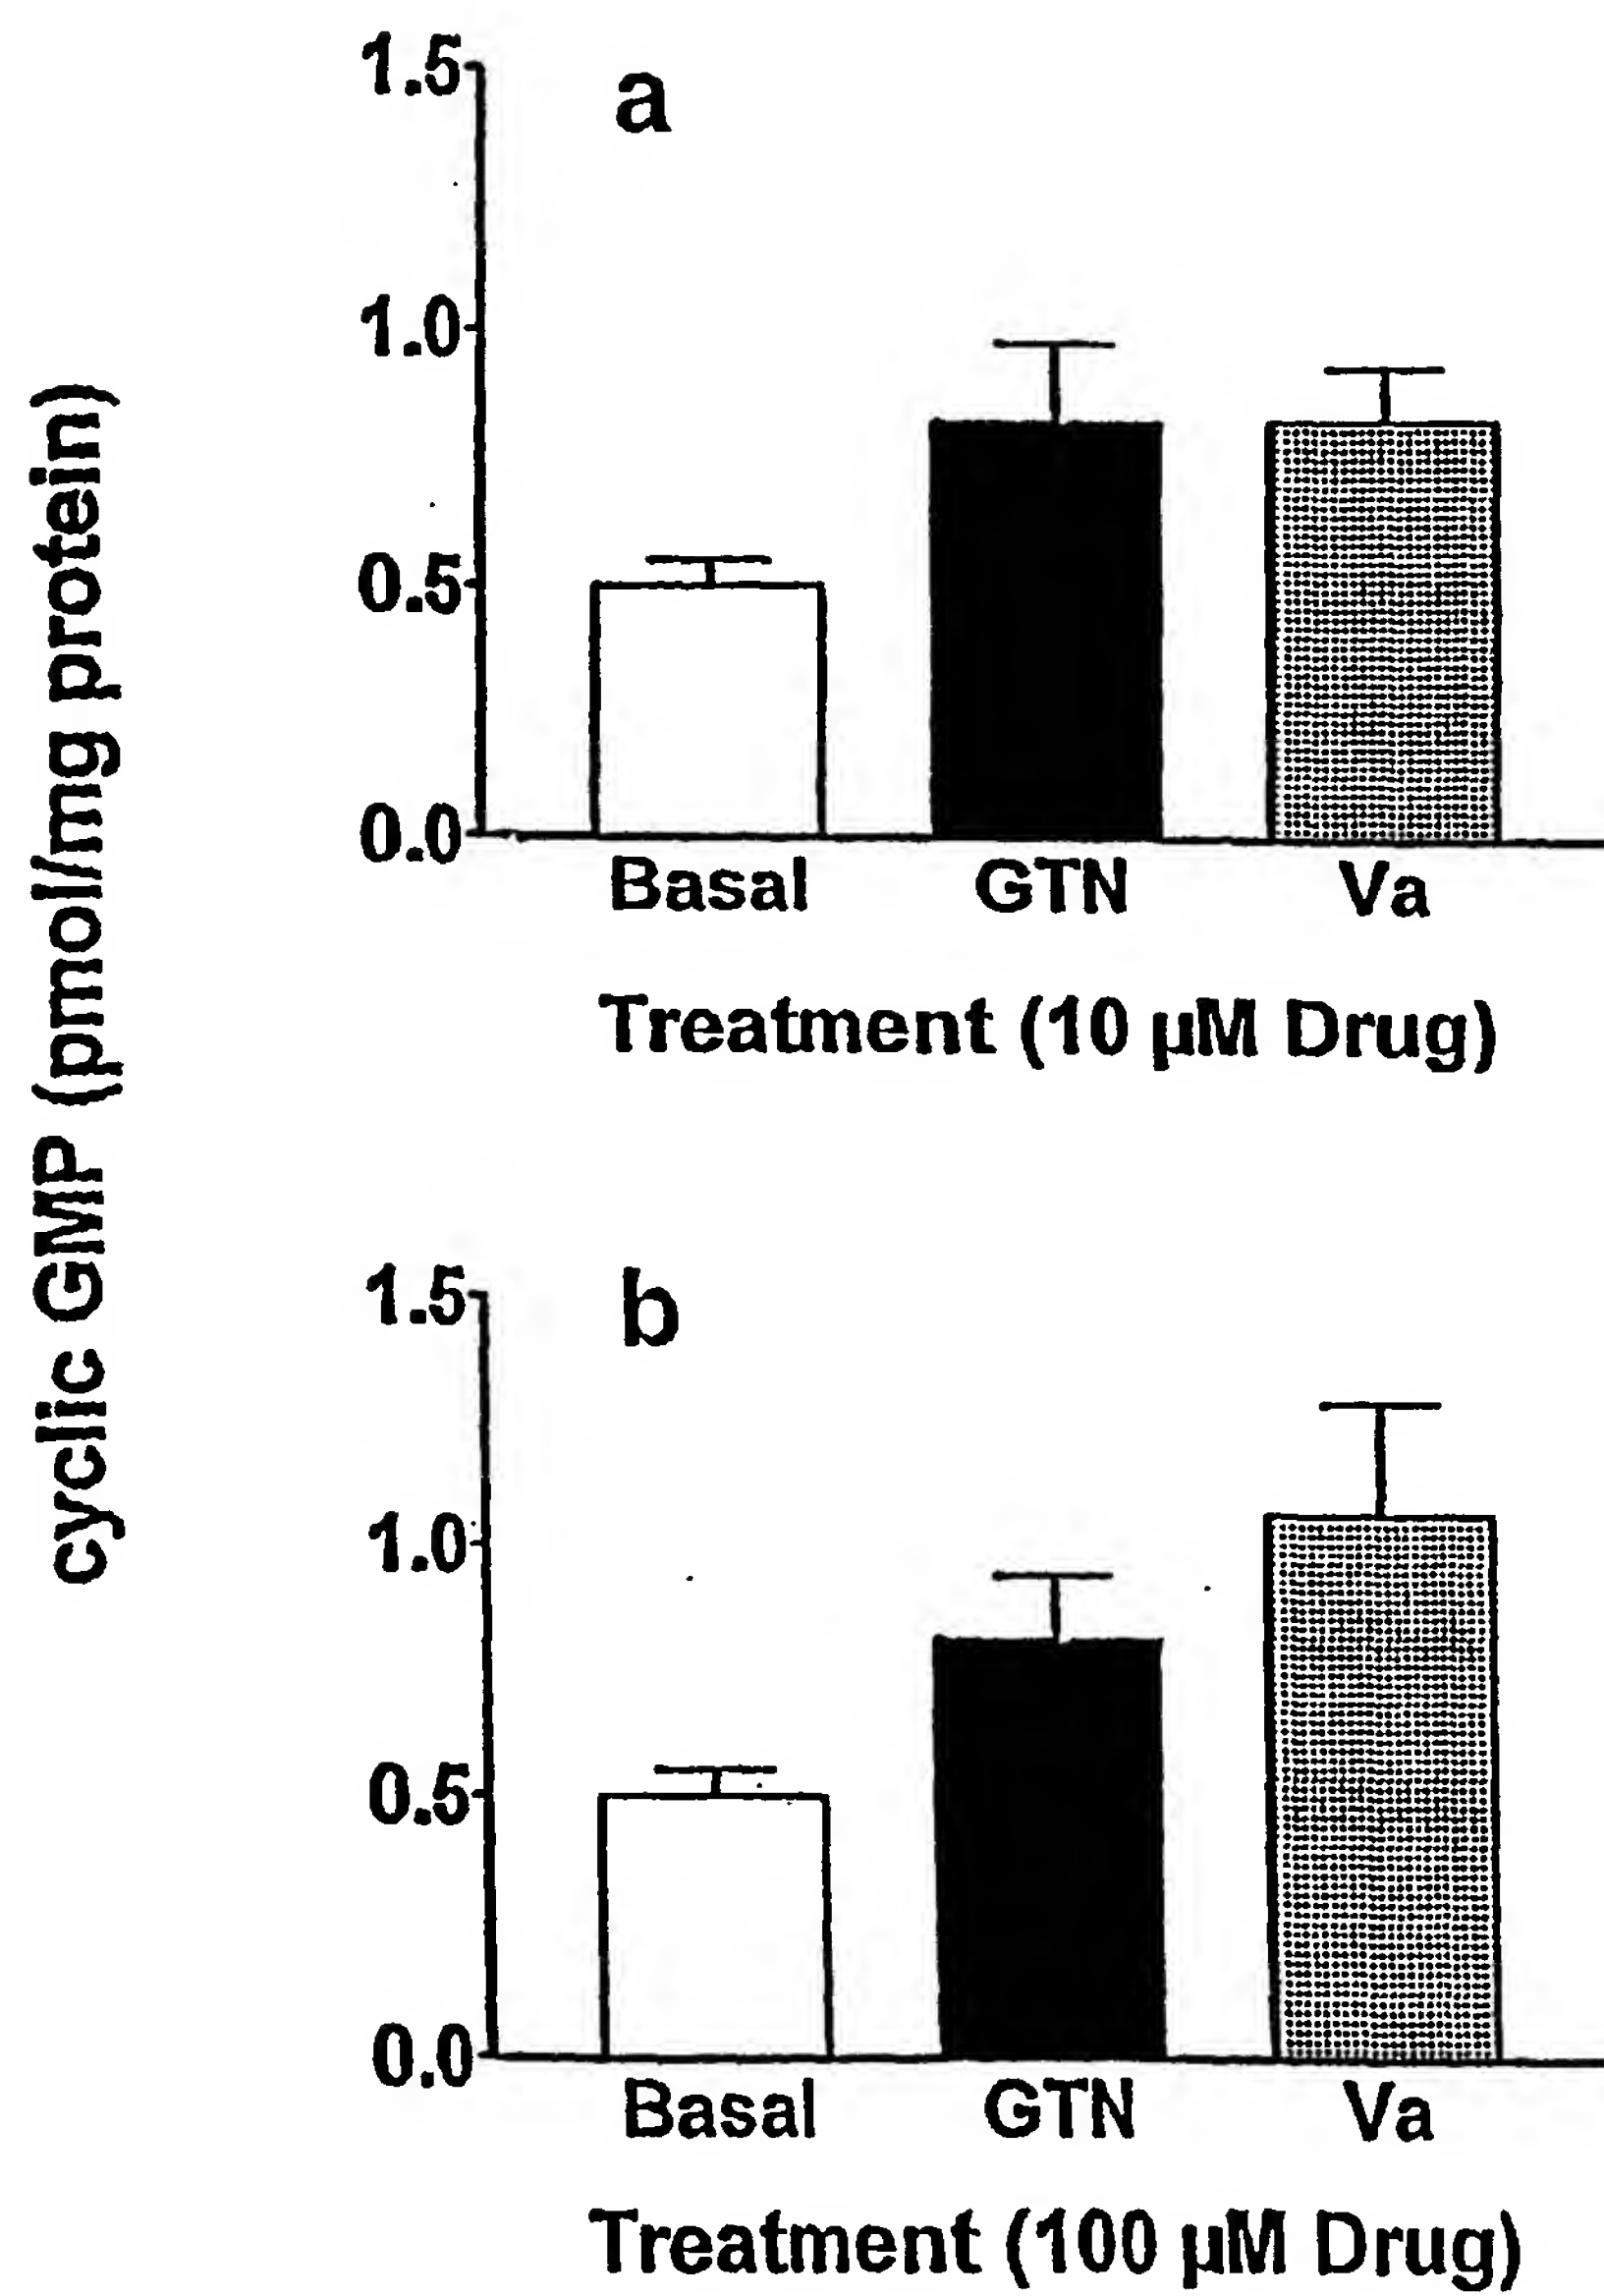 cyclic GMP (pmol/mg protein)
a
1.5
1.0
0.5
0.0
Basal GTN Va
Treatment (10 µM Drug)
b
1.5
1.0
0.5
0.0
Basal GTN Va
Treatment (100 µM Drug)